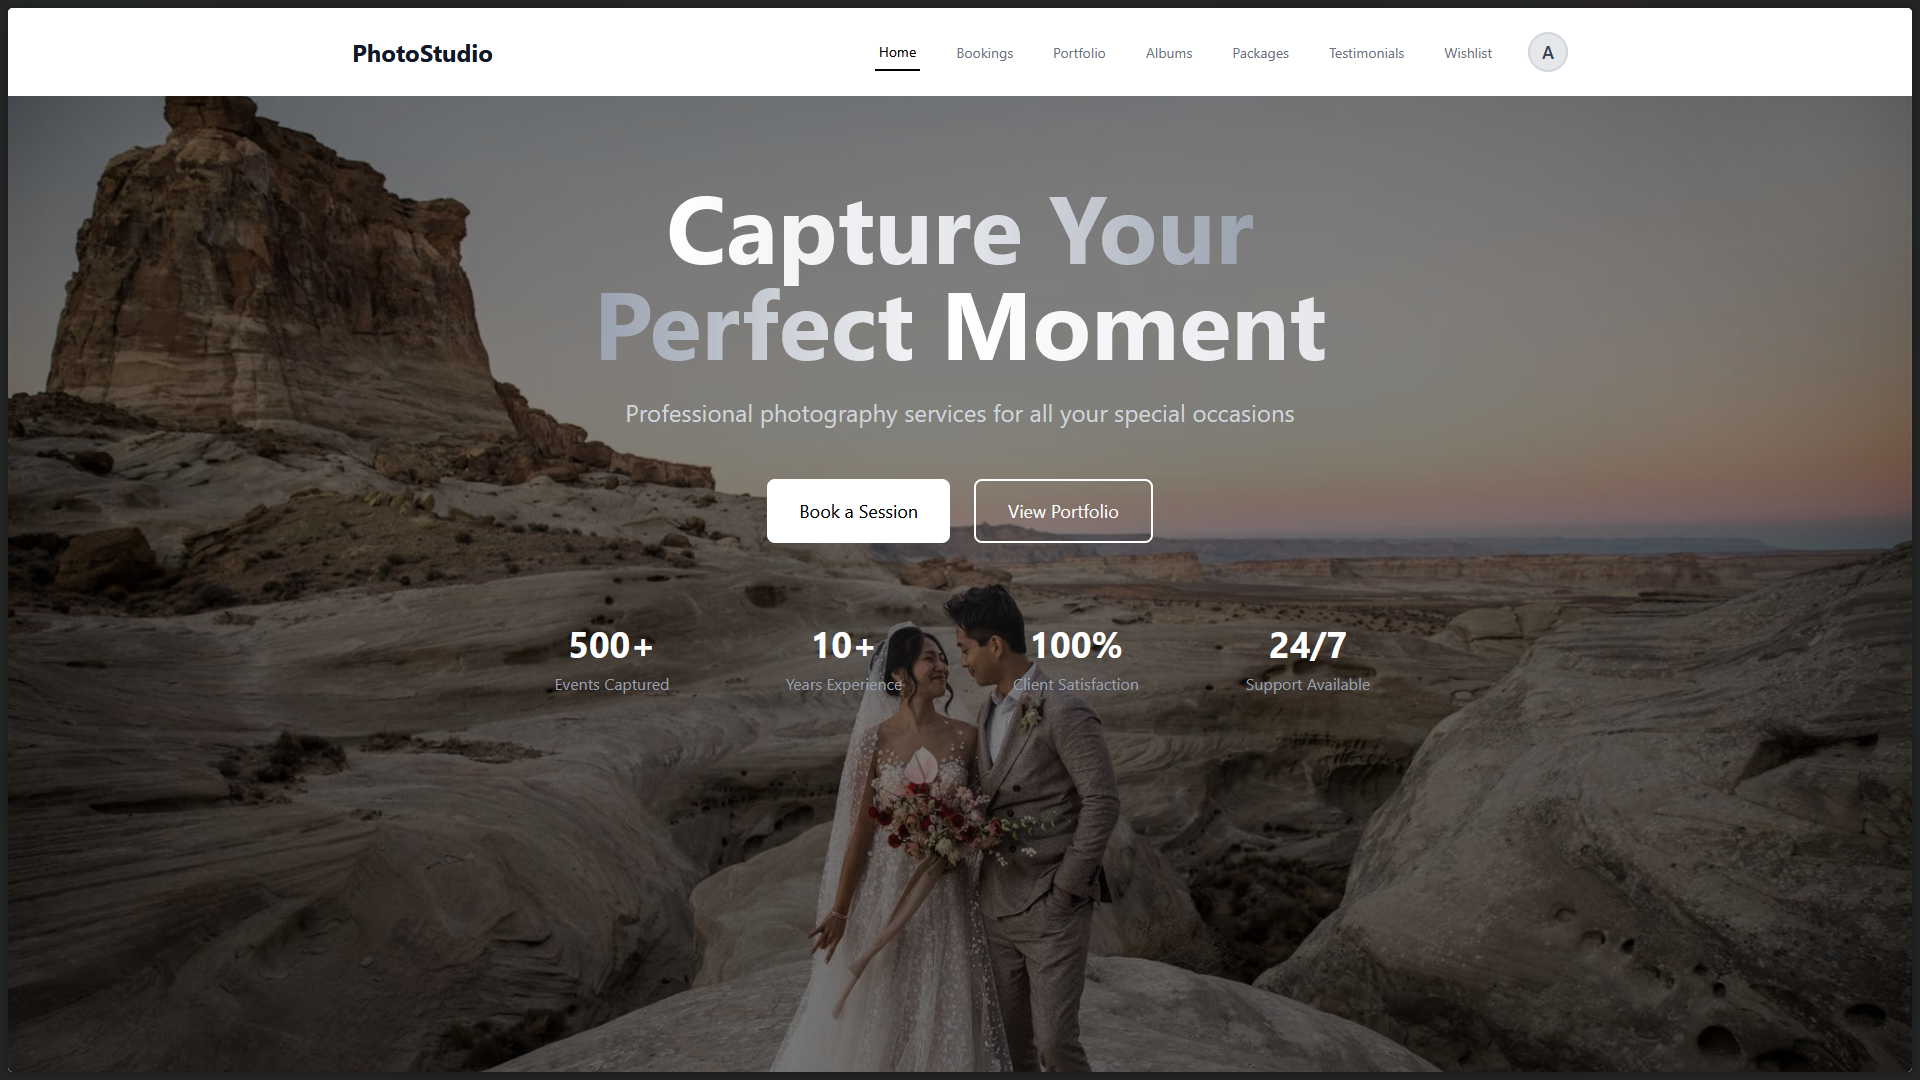 PhotoStudio
Home
Bookings
Portfolio
Albums
Packages
Testimonials
Wishlist
A
Capture Your
Perfect Moment
Professional photography services for all your special occasions
Book a Session
View Portfolio
500+
Events Captured
10+
Years Experience
100%
Client Satisfaction
24/7
Support Available